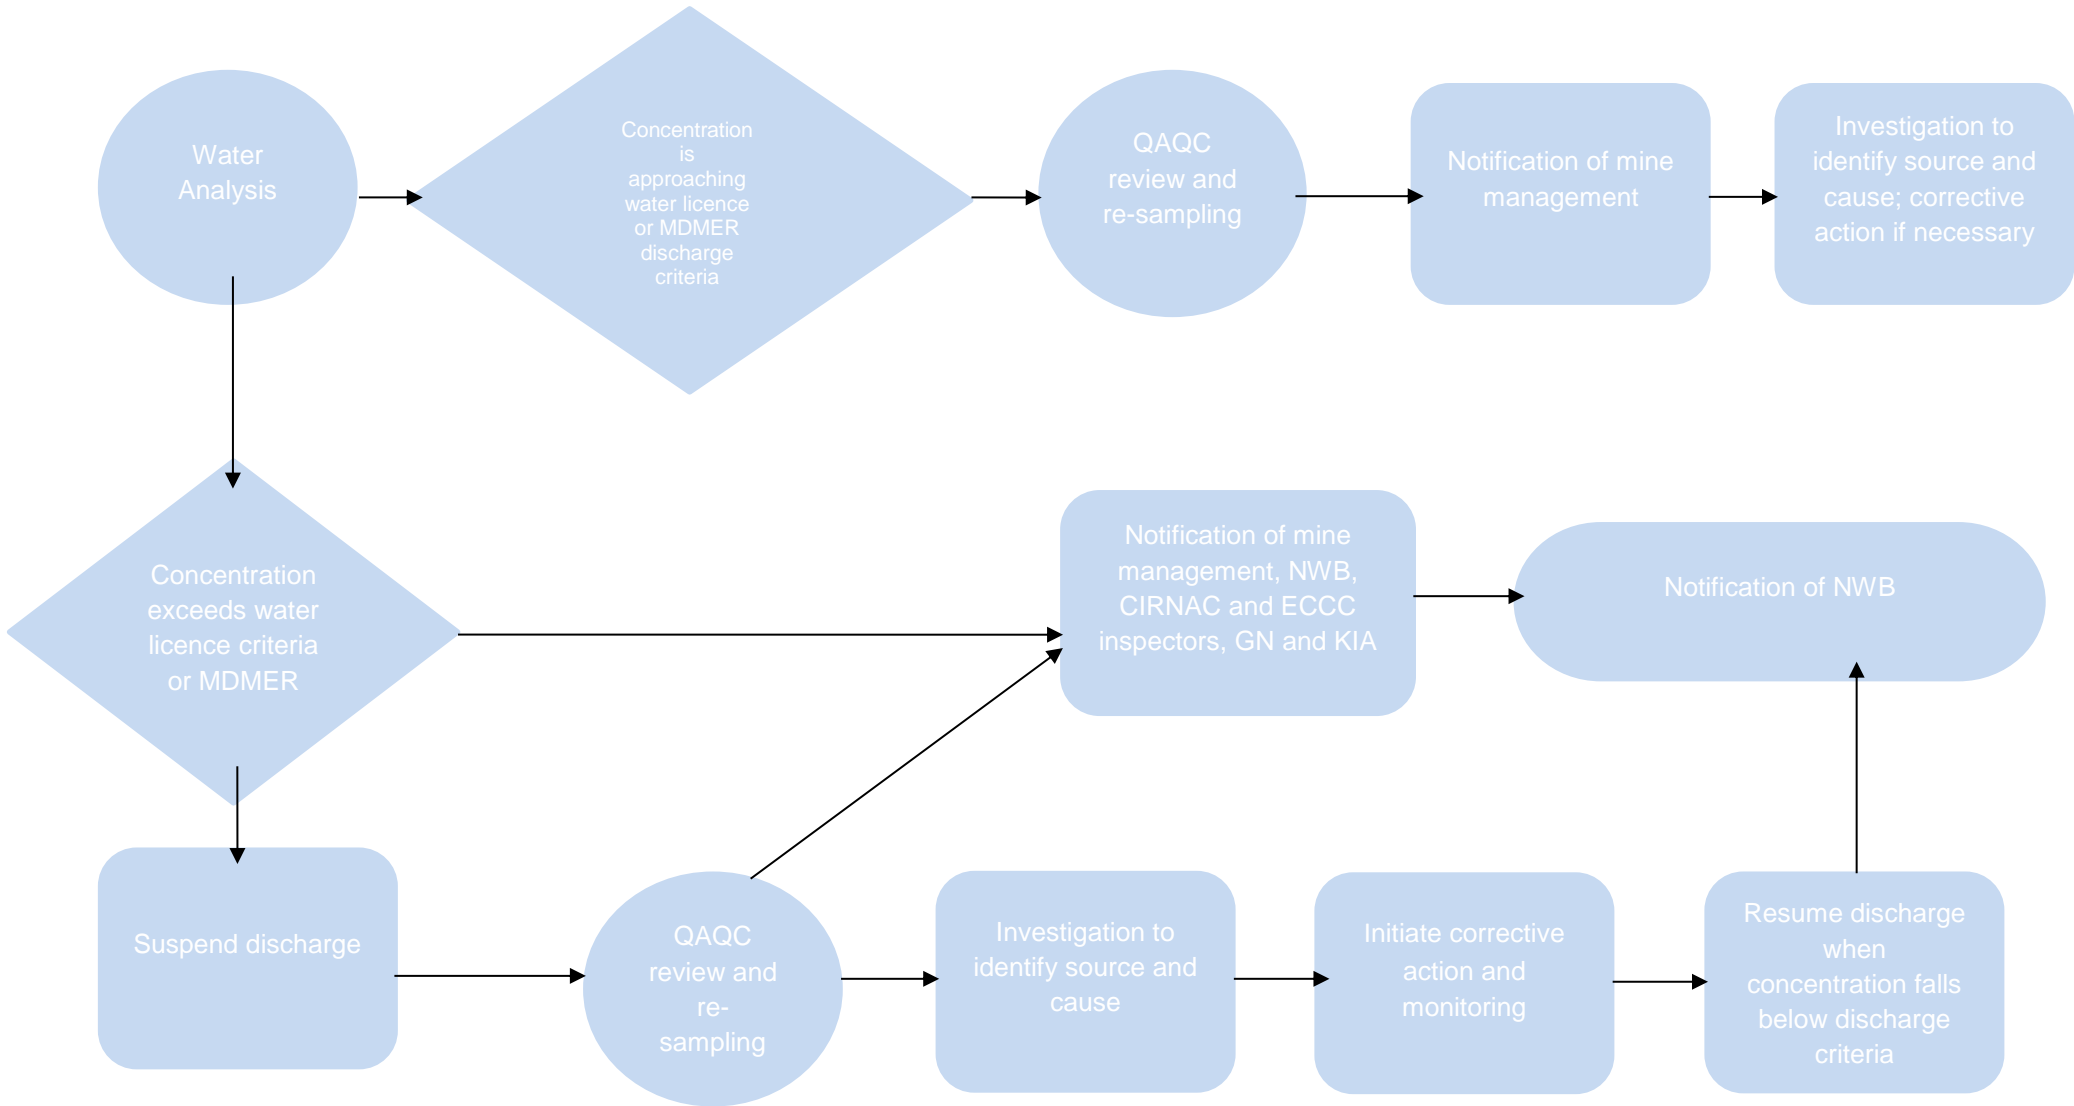 Water
Analysis
Concentration
is
approaching
water licence
or MDMER
discharge
criteria
QAQC
review and
re-sampling
Notification of mine
management
Investigation to
identify source and
cause; corrective
action if necessary
Concentration
exceeds water
licence criteria
or MDMER
Notification of mine
management, NWB,
CIRNAC and ECCC
inspectors, GN and KIA
Notification of NWB
Suspend discharge
QAQC
review and
re-
sampling
Investigation to
identify source and
cause
Initiate corrective
action and
monitoring
Resume discharge
when
concentration falls
below discharge
criteria